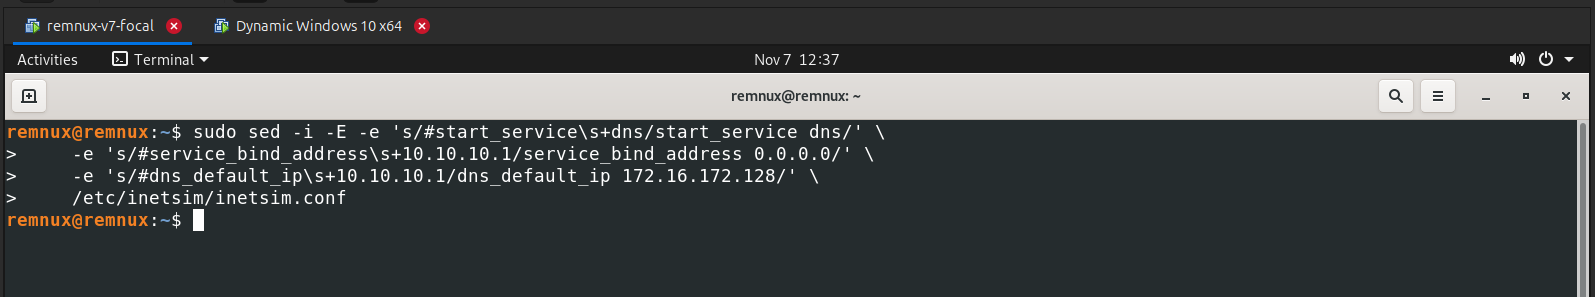 remnux-v7-focal Dynamic Windows 10 x64
Activities Terminal Nov 7 12:37
remnux@remnux: ~
remnux@remnux:~$ sudo sed -i -E -e 's/#start_service\s+dns/start_service dns/' \
> -e 's/#service_bind_address\s+10.10.10.1/service_bind_address 0.0.0.0/' \
> -e 's/#dns_default_ip\s+10.10.10.1/dns_default_ip 172.16.172.128/' \
> /etc/inetsim/inetsim.conf
remnux@remnux:~$